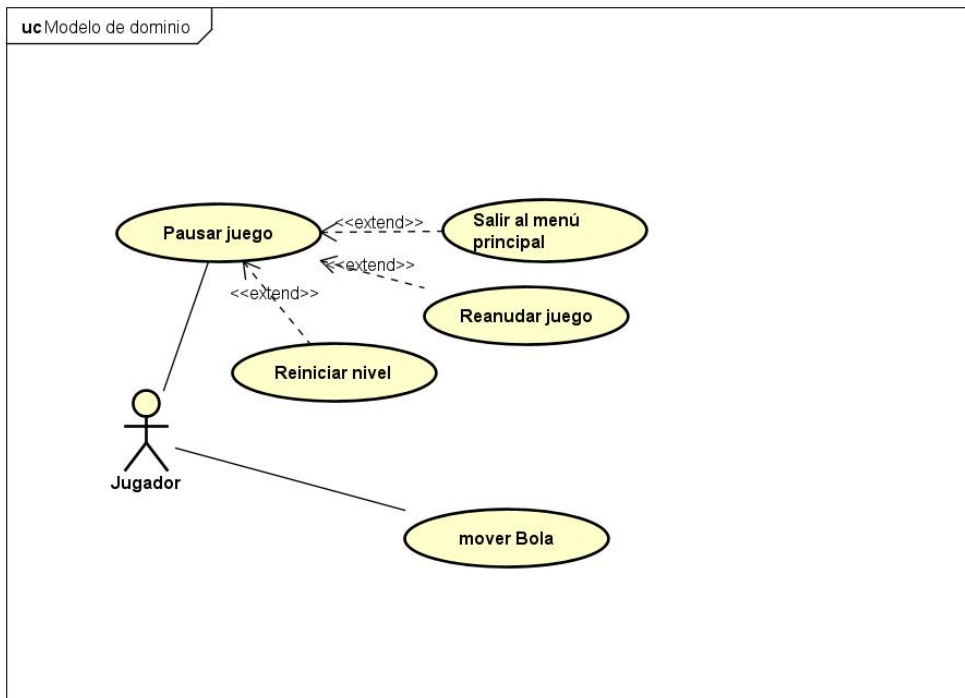 uc Modelo de dominio
Pausar juego
<<extend>>
Salir al menú
principal
<<extend>>
<<extend>>
Reanudar juego
Reiniciar nivel
Jugador
mover Bola